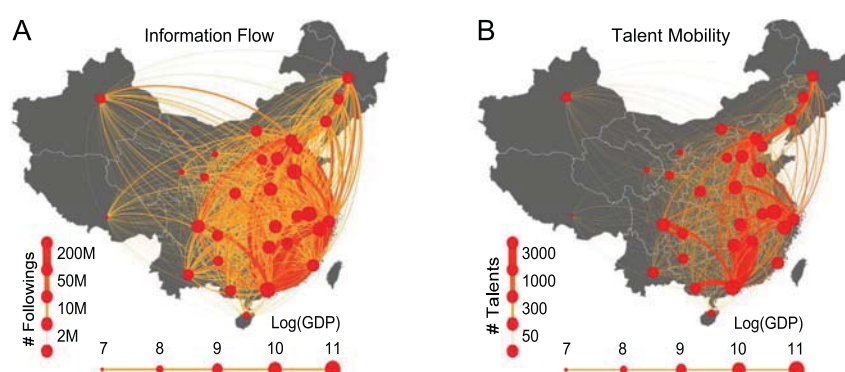 A
Information Flow
# Followings
200M
50M
10M
2M
Log(GDP)
7 8 9 10 11
B
Talent Mobility
# Talents
3000
1000
300
50
Log(GDP)
7 8 9 10 11